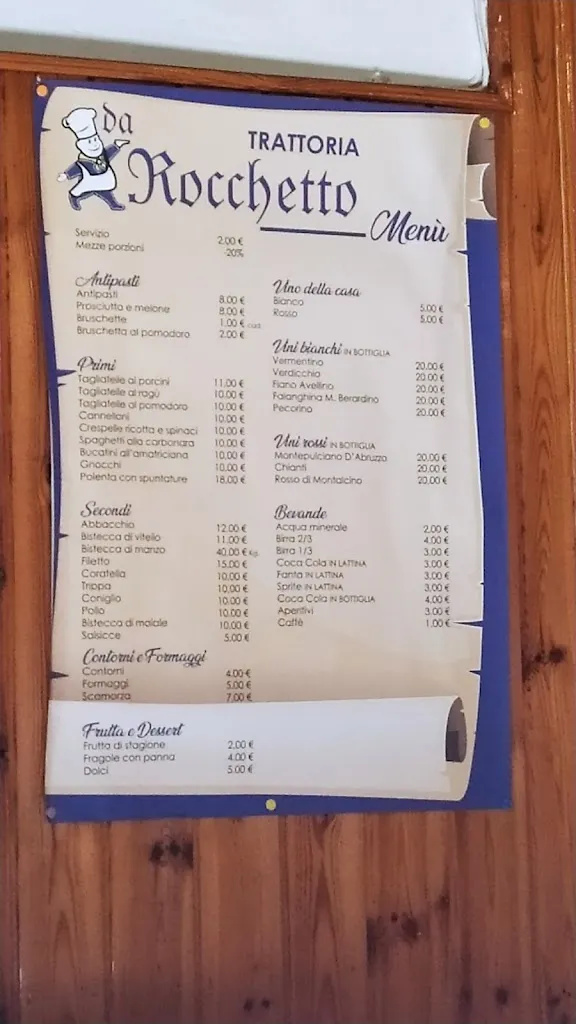 da
TRATTORIA
Rocchetto
Menù
Servizio 2,00 €
Mezze porzioni -20%
Antipasti
Antipasti 8,00 €
Prosciutto e melone 8,00 €
Bruschette 1,00 € cad.
Bruschetta al pomodoro 2,00 €
Primi
Tagliatelle ai porcini 11,00 €
Tagliatelle al ragù 10,00 €
Tagliatelle al pomodoro 10,00 €
Cannelloni 10,00 €
Crespelle ricotta e spinaci 10,00 €
Spaghetti alla carbonara 10,00 €
Bucatini all'amatriciana 10,00 €
Gnocchi 10,00 €
Polenta con spuntature 18,00 €
Secondi
Abbacchio 12,00 €
Bistecca di vitello 11,00 €
Bistecca di manzo 40,00 € Kg.
Filetto 15,00 €
Coratella 10,00 €
Trippa 10,00 €
Coniglio 10,00 €
Pollo 10,00 €
Bistecca di maiale 10,00 €
Salsicce 5,00 €
Contorni e Formaggi
Contorni 4,00 €
Formaggi 5,00 €
Scamorza 7,00 €
Frutta e Dessert
Frutta di stagione 2,00 €
Fragole con panna 4,00 €
Dolci 5,00 €
Vino della casa
Bianco 5,00 €
Rosso 5,00 €
Vini bianchi IN BOTTIGLIA
Vermentino 20,00 €
Verdicchio 20,00 €
Fiano Avellino 20,00 €
Falanghina M. Berardino 20,00 €
Pecorino 20,00 €
Vini rossi IN BOTTIGLIA
Montepulciano D'Abruzzo 20,00 €
Chianti 20,00 €
Rosso di Montalcino 20,00 €
Bevande
Acqua minerale 2,00 €
Birra 2/3 4,00 €
Birra 1/3 3,00 €
Coca Cola IN LATTINA 3,00 €
Fanta IN LATTINA 3,00 €
Sprite IN LATTINA 3,00 €
Coca Cola IN BOTTIGLIA 4,00 €
Aperitivi 3,00 €
Caffè 1,00 €